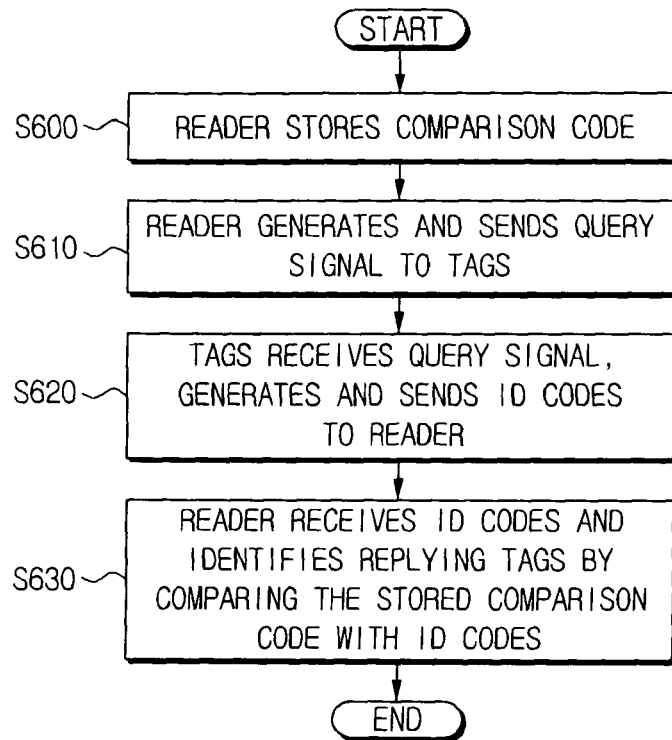 START
S600
READER STORES COMPARISON CODE
S610
READER GENERATES AND SENDS QUERY
SIGNAL TO TAGS
S620
TAGS RECEIVES QUERY SIGNAL,
GENERATES AND SENDS ID CODES
TO READER
S630
READER RECEIVES ID CODES AND
IDENTIFIES REPLYING TAGS BY
COMPARING THE STORED COMPARISON
CODE WITH ID CODES
END